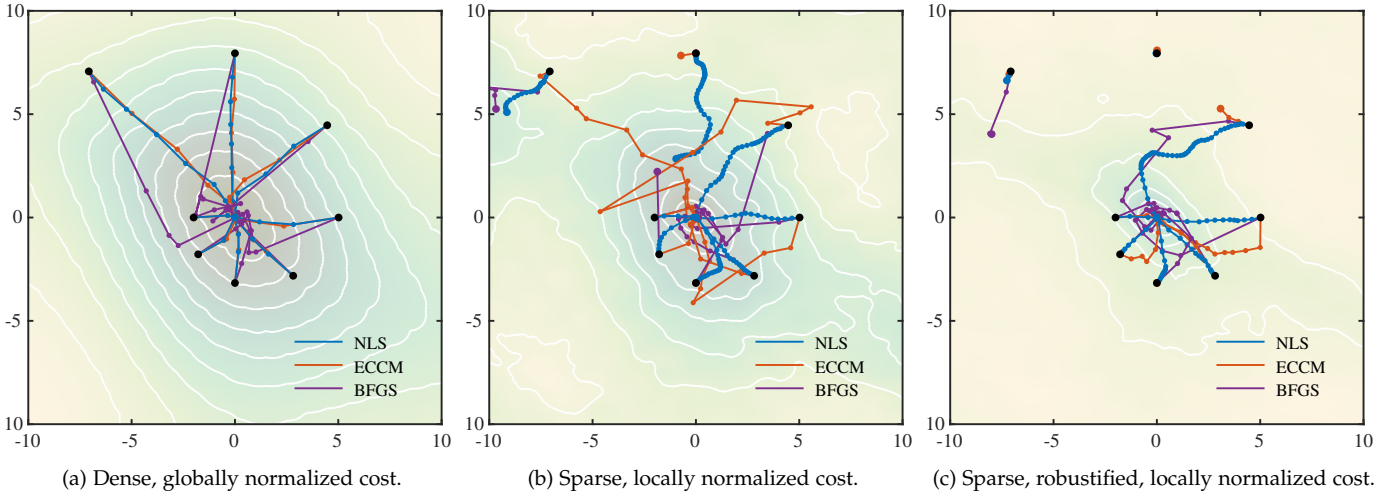 10
5
0
-5
10
-10 -5 0 5 10
NLS
ECCM
BFGS
(a) Dense, globally normalized cost.
10
5
0
-5
10
-10 -5 0 5 10
NLS
ECCM
BFGS
(b) Sparse, locally normalized cost.
10
5
0
-5
10
-10 -5 0 5 10
NLS
ECCM
BFGS
(c) Sparse, robustified, locally normalized cost.